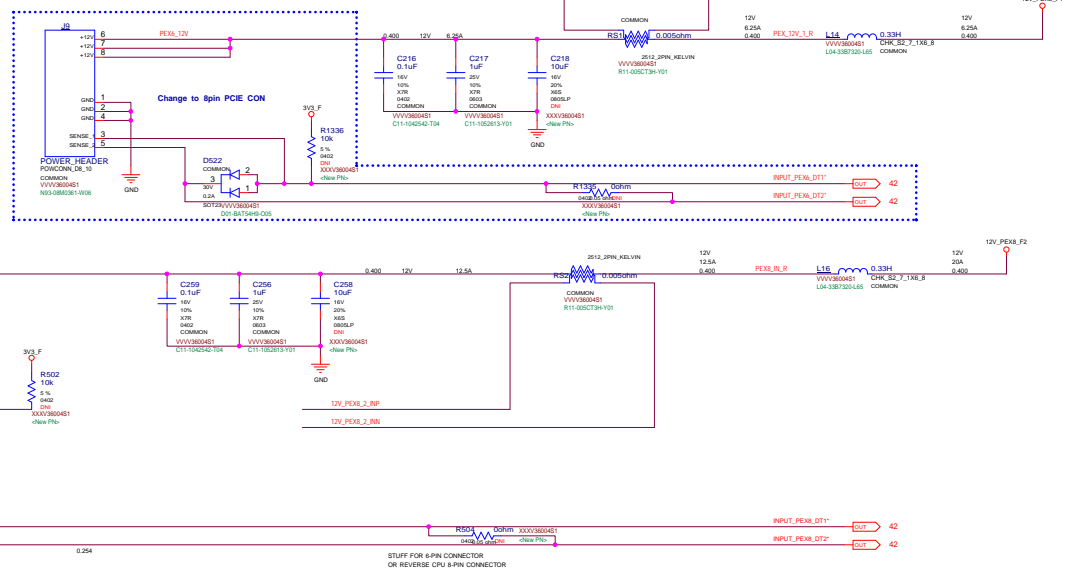 J9
+12V 6
+12V 7
+12V 8
PEX6_12V
GND 1
GND 2
GND 4
SENSE_ 3
SENSE_2 5
POWER_HEADER
POWCONN_D8_10
COMMON
VVVV36004S1
N93-08M0361-W06
GND
Change to 8pin PCIE CON
D522
COMMON
3 2
30V 1
0.2A
SOT23
VVVV36004S1
D01-BAT54H9-O05
3V3_F
R1336
10k
5 %
0402
DNI
XXXV36004S1
<New PN>
0.400 12V 6.25A
C216
0.1uF
16V
10%
X7R
0402
COMMON
VVVV36004S1
C11-1042542-T04
C217
1uF
25V
10%
X7R
0603
COMMON
VVVV36004S1
C11-1052613-Y01
C218
10uF
16V
20%
X6S
0805LP
DNI
XXXV36004S1
<New PN>
GND
COMMON
RS1 0.005ohm
2512_2PIN_KELVIN
VVVV36004S1
R11-005CT3H-Y01
12V
6.25A
0.400
PEX_12V_1_R
L14 0.33H
VVVV36004S1 CHK_S2_7_1X6_8
L04-33B7320-L65 COMMON
12V
6.25A
0.400
R1335 0ohm
0402 0.05 ohm DNI
XXXV36004S1
<New PN>
INPUT_PEX6_DT1* OUT 42
INPUT_PEX6_DT2* OUT 42
C259
0.1uF
16V
10%
X7R
0402
COMMON
VVVV36004S1
C11-1042542-T04
C256
1uF
25V
10%
X7R
0603
COMMON
VVVV36004S1
C11-1052613-Y01
C258
10uF
16V
20%
X6S
0805LP
DNI
XXXV36004S1
<New PN>
GND
0.400 12V 12.5A
2512_2PIN_KELVIN
RS2 0.005ohm
COMMON
VVVV36004S1
R11-005CT3H-Y01
12V
12.5A
0.400
PEX8_IN_R
L16 0.33H
VVVV36004S1 CHK_S2_7_1X6_8
L04-33B7320-L65 COMMON
12V
20A
0.400
12V_PEX8_F2
3V3_F
R502
10k
5 %
0402
DNI
XXXV36004S1
<New PN>
12V_PEX8_2_INP
12V_PEX8_2_INN
0.254
R504 0ohm XXXV36004S1
0402 0.05 ohm DNI <New PN>
STUFF FOR 6-PIN CONNECTOR
OR REVERSE CPU 8-PIN CONNECTOR
INPUT_PEX8_DT1* OUT 42
INPUT_PEX8_DT2* OUT 42